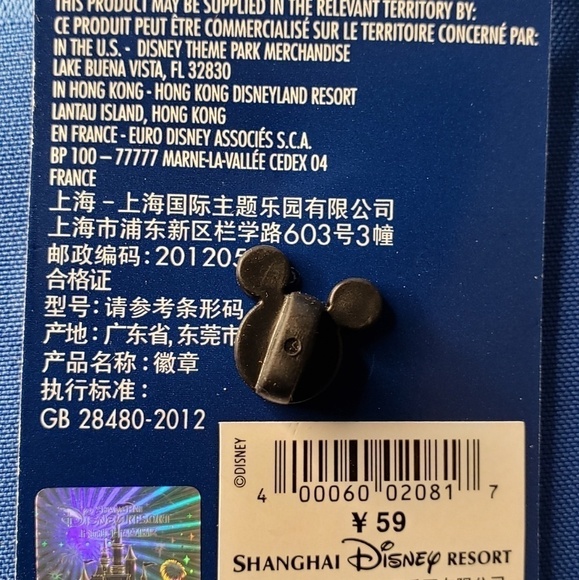 THIS PRODUCT MAY BE SUPPLIED IN THE RELEVANT TERRITORY BY:
CE PRODUIT PEUT ÊTRE COMMERCIALISÉ SUR LE TERRITOIRE CONCERNÉ PAR:
IN THE U.S. - DISNEY THEME PARK MERCHANDISE
LAKE BUENA VISTA, FL 32830
IN HONG KONG - HONG KONG DISNEYLAND RESORT
LANTAU ISLAND, HONG KONG
EN FRANCE - EURO DISNEY ASSOCIÉS S.C.A.
BP 100 – 77777 MARNE-LA-VALLÉE CEDEX 04
FRANCE
上海 – 上海国际主题乐园有限公司
上海市浦东新区栏学路603号3幢
邮政编码: 201205
合格证
型号: 请参考条形码
产地: 广东省, 东莞市
产品名称: 徽章
执行标准:
GB 28480-2012
©DISNEY
4 00060 02081 7
¥ 59
SHANGHAI DISNEY RESORT